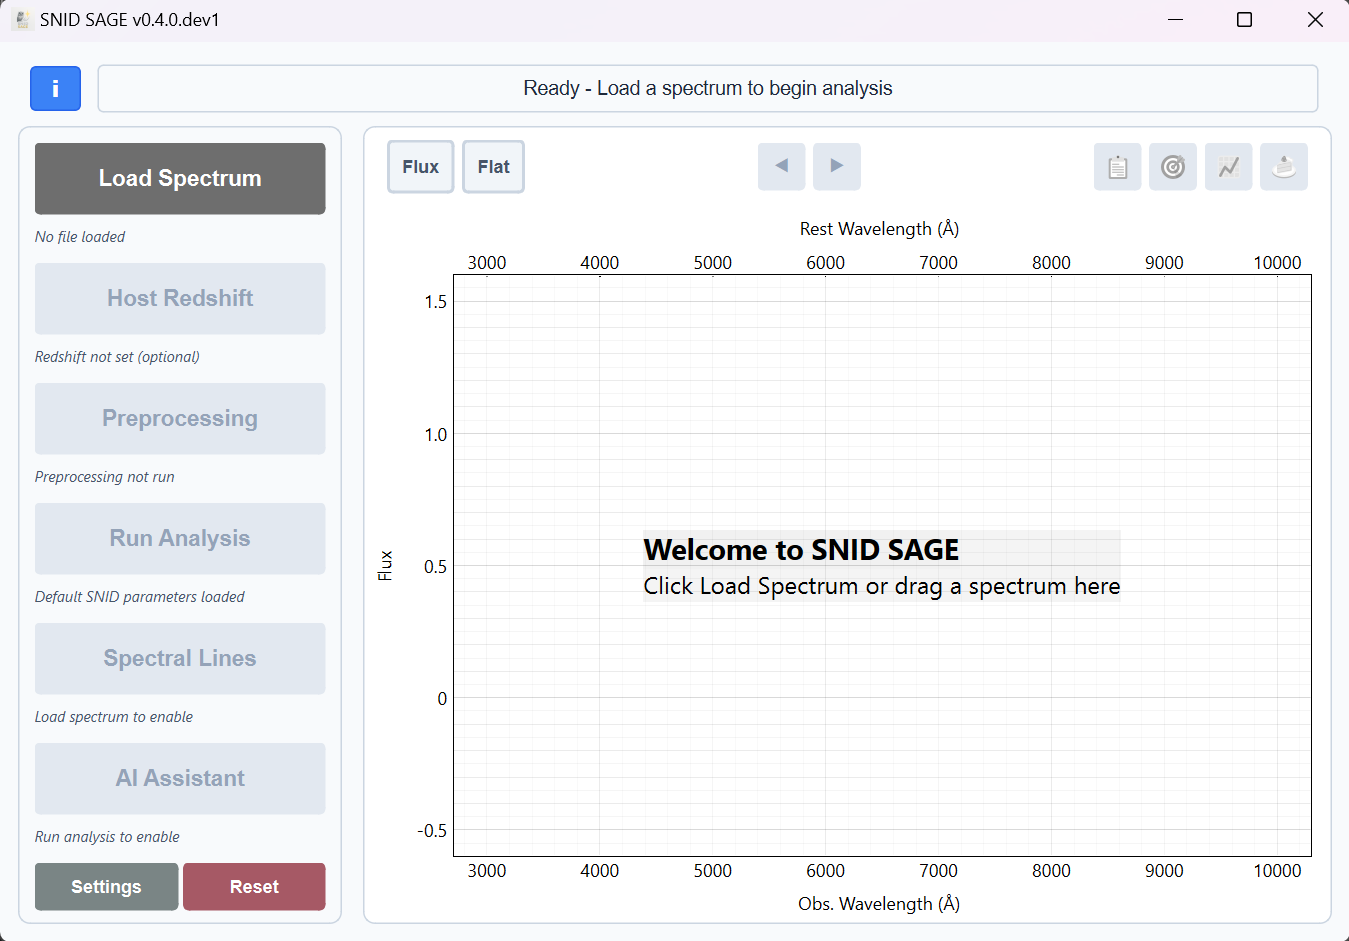 SNID SAGE v0.4.0.dev1
i
Ready - Load a spectrum to begin analysis
Load Spectrum
No file loaded
Host Redshift
Redshift not set (optional)
Preprocessing
Preprocessing not run
Run Analysis
Default SNID parameters loaded
Spectral Lines
Load spectrum to enable
AI Assistant
Run analysis to enable
Settings Reset
Flux Flat
Rest Wavelength (Å)
3000 4000 5000 6000 7000 8000 9000 10000
1.5
1.0
0.5
0
-0.5
Flux
Welcome to SNID SAGE
Click Load Spectrum or drag a spectrum here
3000 4000 5000 6000 7000 8000 9000 10000
Obs. Wavelength (Å)